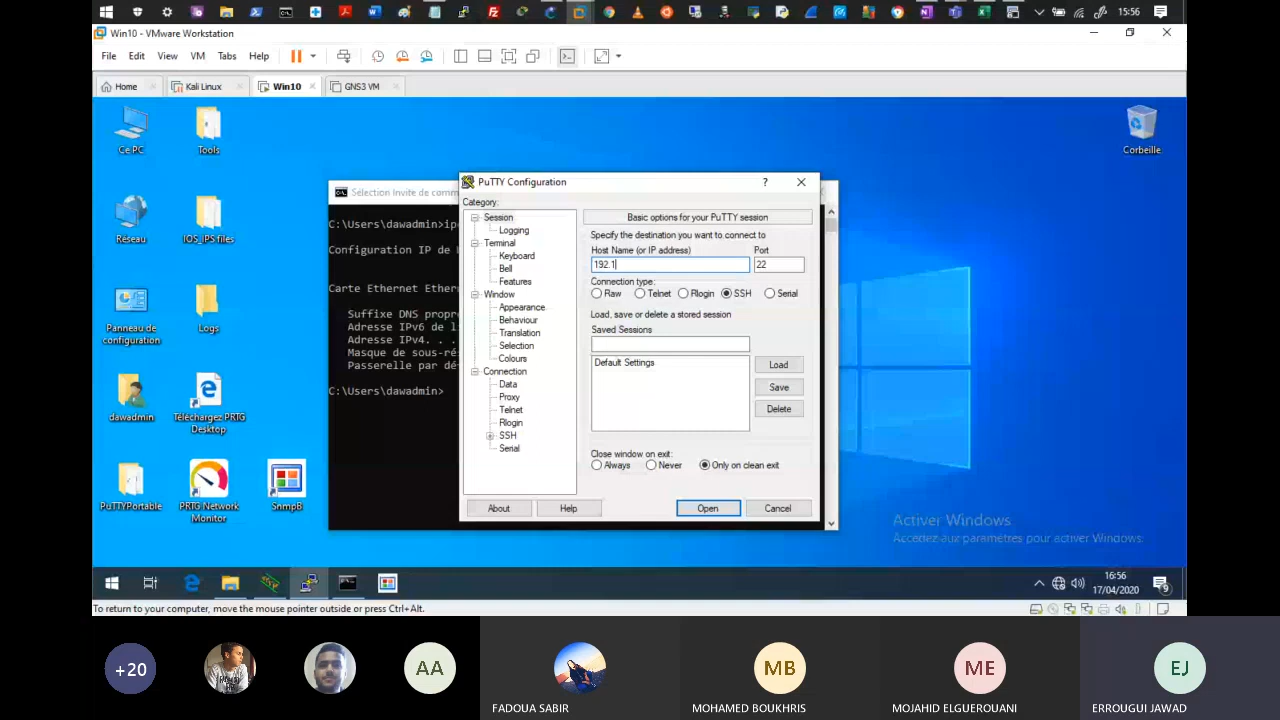 15:56
Win10 - VMware Workstation
File Edit View VM Tabs Help
Home Kali Linux Win10 GNS3 VM
Ce PC
Tools
Corbeille
Réseau
IOS_IPS files
Panneau de configuration
Logs
dawadmin
Téléchargez PRTG Desktop
PuTTYPortable
PRTG Network Monitor
SnmpB
Sélection Invite de comm
C:\Users\dawadmin>ip
Configuration IP de
Carte Ethernet Ether
Suffixe DNS propr
Adresse IPv6 de li
Adresse IPv4. . .
Masque de sous-ré
Passerelle par dé
C:\Users\dawadmin>
PuTTY Configuration
?
Category:
Session
Logging
Terminal
Keyboard
Bell
Features
Window
Appearance
Behaviour
Translation
Selection
Colours
Connection
Data
Proxy
Telnet
Rlogin
SSH
Serial
Basic options for your PuTTY session
Specify the destination you want to connect to
Host Name (or IP address) Port
192.1 22
Connection type:
Raw Telnet Rlogin SSH Serial
Load, save or delete a stored session
Saved Sessions
Default Settings
Load
Save
Delete
Close window on exit:
Always Never Only on clean exit
About Help Open Cancel
Activer Windows
Accédez aux paramètres pour activer Windows.
16:56
17/04/2020
9
To return to your computer, move the mouse pointer outside or press Ctrl+Alt.
+20
AA
MB
ME
EJ
FADOUA SABIR
MOHAMED BOUKHRIS
MOJAHID ELGUEROUANI
ERROUGUI JAWAD